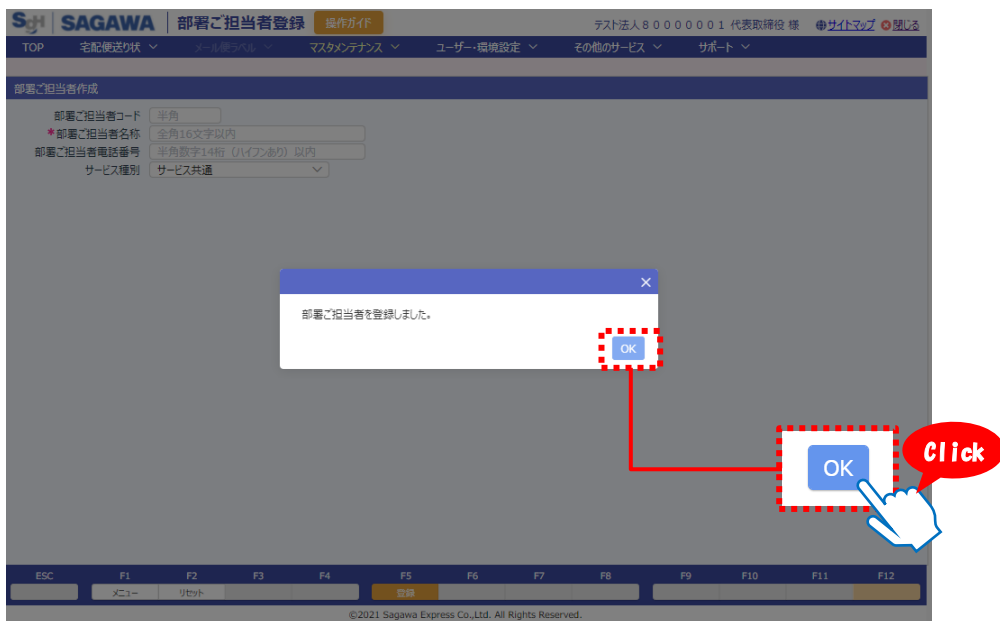 SGH SAGAWA 部署ご担当者登録 操作ガイド テスト法人80000001 代表取締役 様 サイトマップ 閉じる
TOP 宅配便送り状 メール便ラベル マスタメンテナンス ユーザー・環境設定 その他のサービス サポート
部署ご担当者作成
部署ご担当者コード 半角
*部署ご担当者名称 全角16文字以内
部署ご担当者電話番号 半角数字14桁（ハイフンあり）以内
サービス種別 サービス共通
部署ご担当者を登録しました。
OK
Click
OK
ESC F1 F2 F3 F4 F5 F6 F7 F8 F9 F10 F11 F12
メニュー リセット 登録
©2021 Sagawa Express Co.,Ltd. All Rights Reserved.